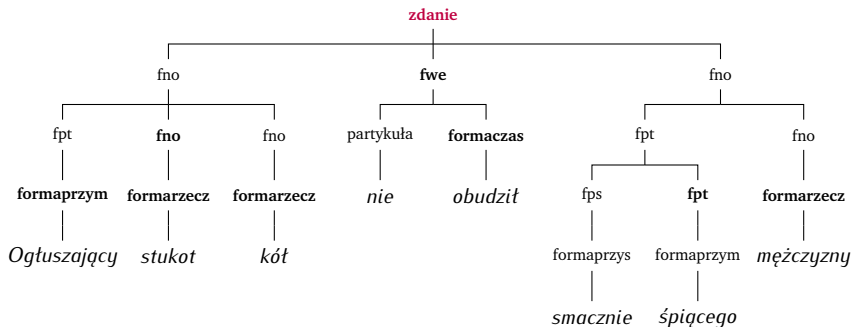 zdanie
fno fwe fno
fpt fno fno partykuła formaczas fpt fno
formaprzym formarzecz formarzecz nie obudził fps fpt formarzecz
Ogłuszający stukot kół formaprzys formaprzym mężczyzny
smacznie śpiącego